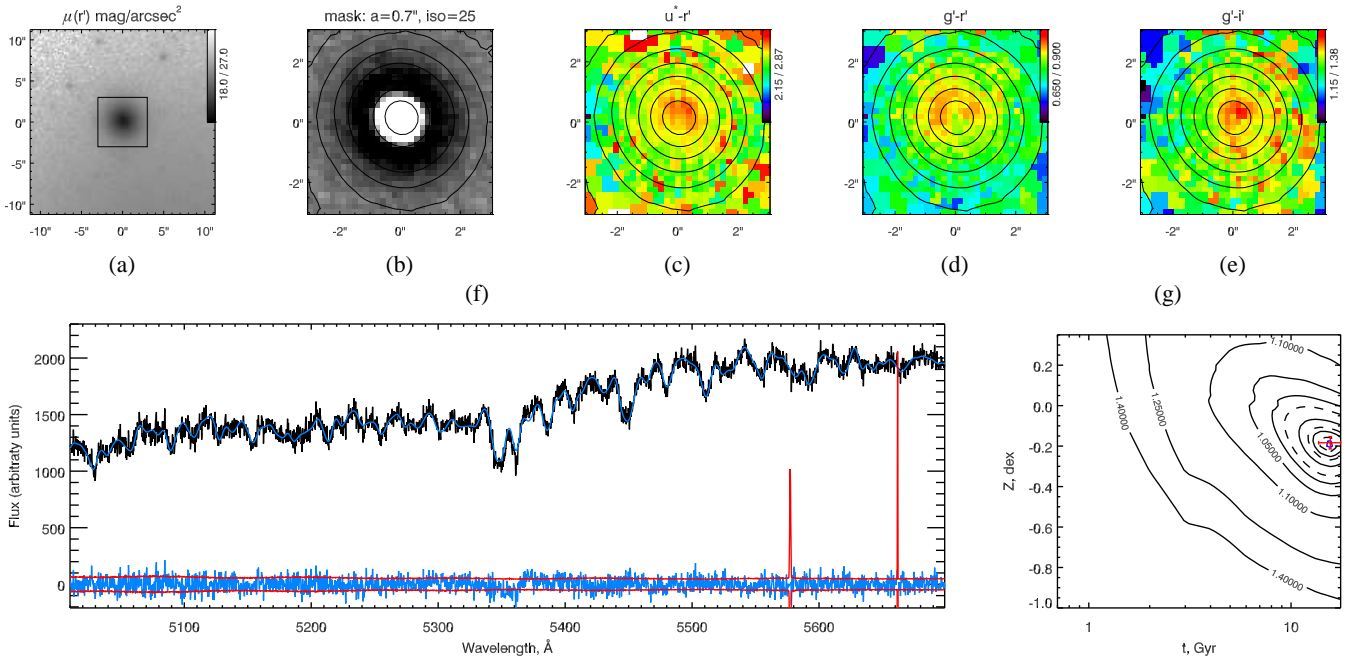 μ(r') mag/arcsec²
mask: a=0.7", iso=25
u*-r'
g'-r'
g'-i'
10"
5"
0"
-5"
-10"
-10" -5" 0" 5" 10"
18.0 / 27.0
2"
0"
-2"
-2" 0" 2"
2"
0"
-2"
-2" 0" 2"
2.15 / 2.87
2"
0"
-2"
-2" 0" 2"
0.650 / 0.900
2"
0"
-2"
-2" 0" 2"
1.15 / 1.38
(a) (b) (c) (d) (e)
(f) (g)
Flux (arbitraty units)
2000
1500
1000
500
0
5100 5200 5300 5400 5500 5600
Wavelength, Å
Z, dex
0.2
0.0
-0.2
-0.4
-0.6
-0.8
-1.0
1 10
t, Gyr
1.10000
1.25000
1.40000
1.05000
1.10000
1.40000